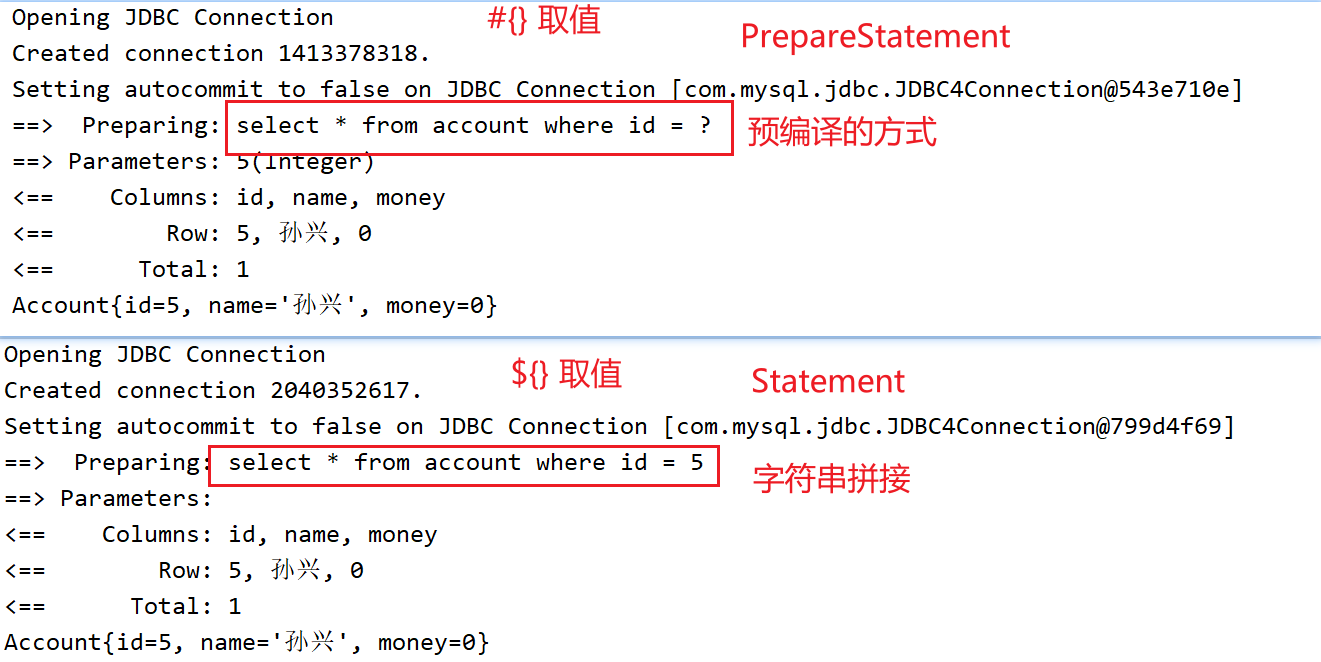 Opening JDBC Connection
#{} 取值
PrepareStatement
Created connection 1413378318.
Setting autocommit to false on JDBC Connection [com.mysql.jdbc.JDBC4Connection@543e710e]
==>  Preparing: select * from account where id = ?
预编译的方式
==> Parameters: 5(Integer)
<==    Columns: id, name, money
<==        Row: 5, 孙兴, 0
<==      Total: 1
Account{id=5, name='孙兴', money=0}
Opening JDBC Connection
${} 取值
Statement
Created connection 2040352617.
Setting autocommit to false on JDBC Connection [com.mysql.jdbc.JDBC4Connection@799d4f69]
==>  Preparing: select * from account where id = 5
字符串拼接
==> Parameters:
<==    Columns: id, name, money
<==        Row: 5, 孙兴, 0
<==      Total: 1
Account{id=5, name='孙兴', money=0}